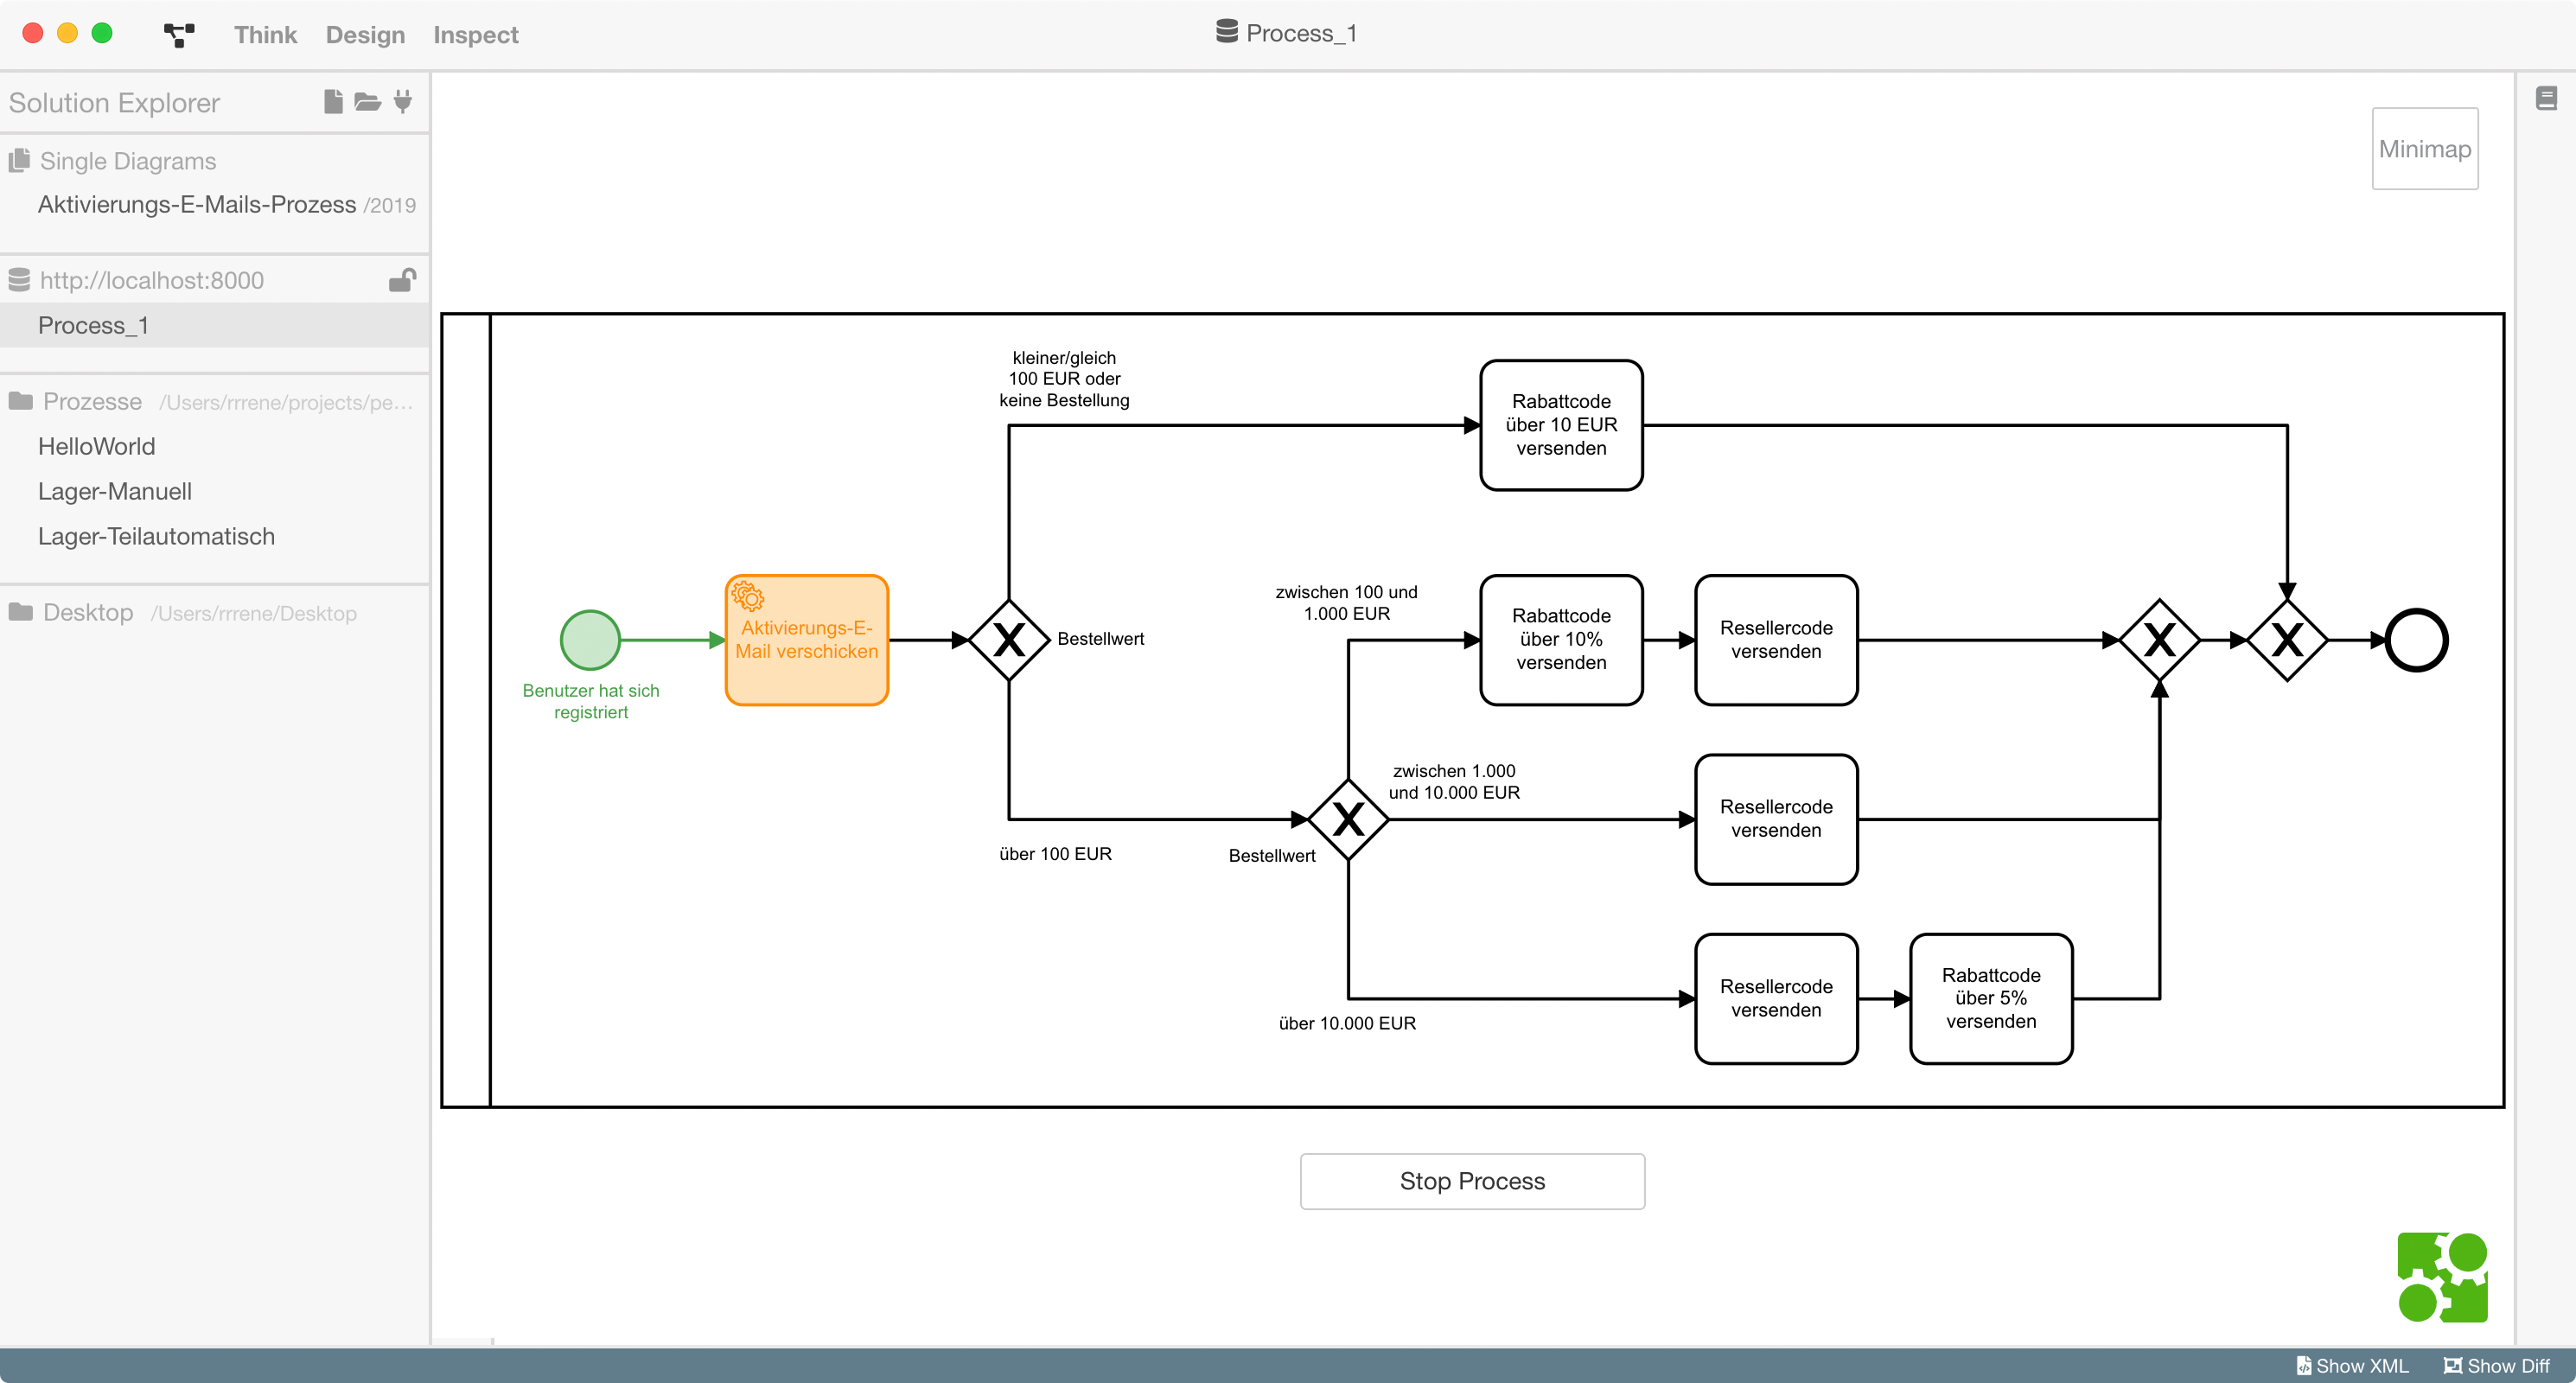 Think Design Inspect
Process_1
Solution Explorer
Single Diagrams
Aktivierungs-E-Mails-Prozess /2019
http://localhost:8000
Process_1
Prozesse /Users/rrrene/projects/pe...
HelloWorld
Lager-Manuell
Lager-Teilautomatisch
Desktop /Users/rrrene/Desktop
Minimap
kleiner/gleich
100 EUR oder
keine Bestellung
Rabattcode
über 10 EUR
versenden
Benutzer hat sich
registriert
Aktivierungs-E-
Mail verschicken
X
Bestellwert
zwischen 100 und
1.000 EUR
Rabattcode
über 10%
versenden
Resellercode
versenden
X
X
über 100 EUR
X
Bestellwert
zwischen 1.000
und 10.000 EUR
Resellercode
versenden
über 10.000 EUR
Resellercode
versenden
Rabattcode
über 5%
versenden
Stop Process
Show XML
Show Diff